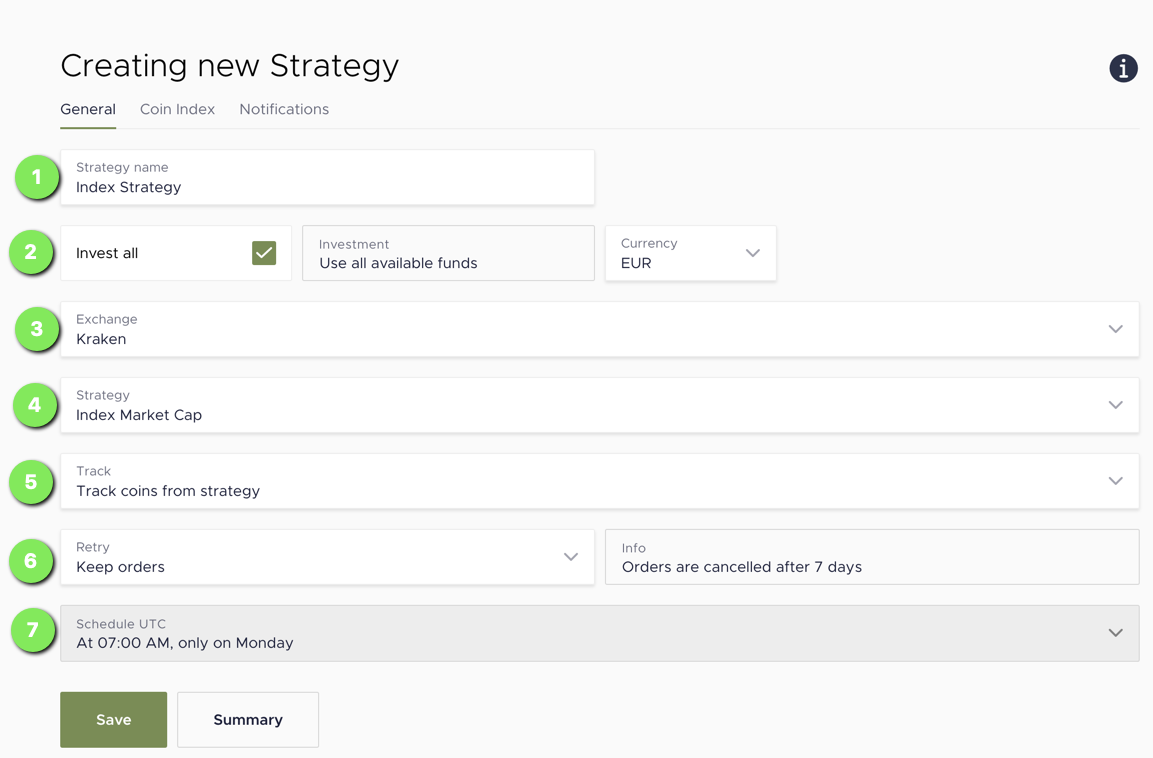 Creating new Strategy
i
General Coin Index Notifications
1
Strategy name
Index Strategy
2
Invest all
Investment
Use all available funds
Currency
EUR
3
Exchange
Kraken
4
Strategy
Index Market Cap
5
Track
Track coins from strategy
6
Retry
Keep orders
Info
Orders are cancelled after 7 days
7
Schedule UTC
At 07:00 AM, only on Monday
Save
Summary